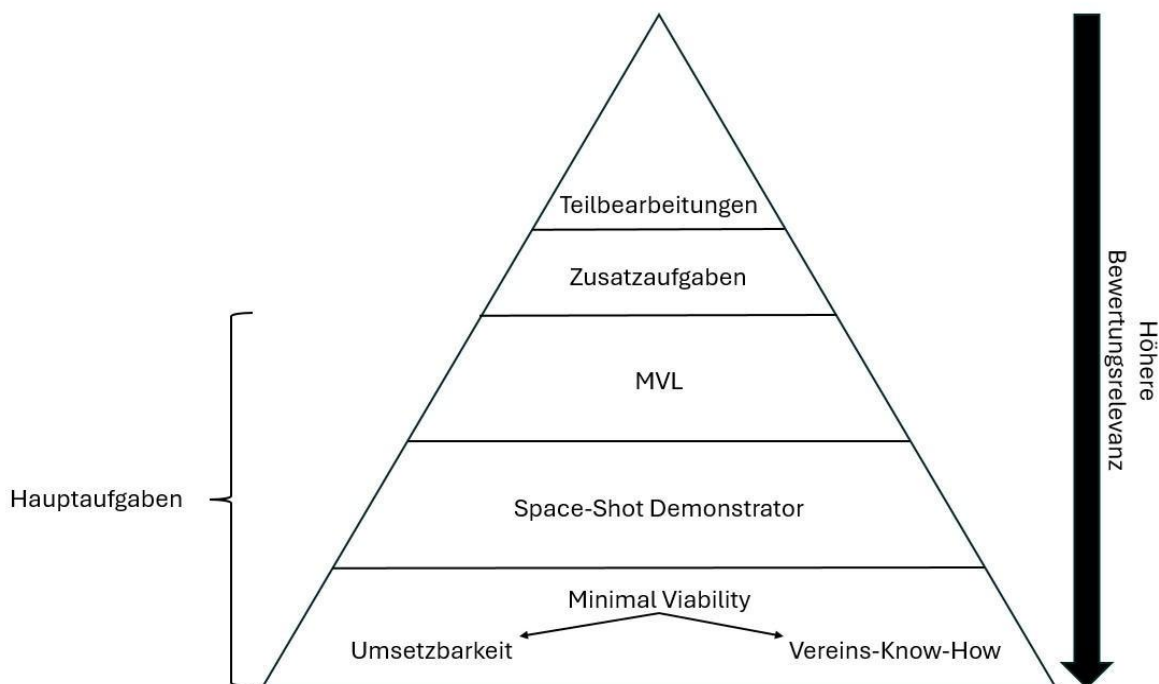 Teilbearbeitungen
Zusatzaufgaben
MVL
Hauptaufgaben
Space-Shot Demonstrator
Minimal Viability
Umsetzbarkeit
Vereins-Know-How
Höhere
Bewertungsrelevanz